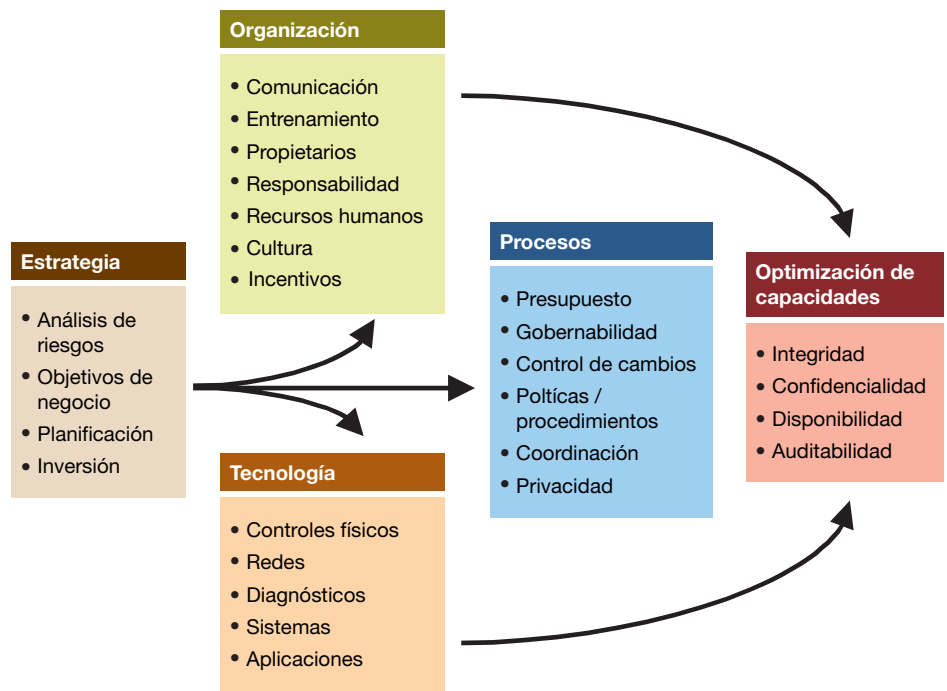 Organización
• Comunicación
• Entrenamiento
• Propietarios
• Responsabilidad
• Recursos humanos
• Cultura
• Incentivos
Estrategia
• Análisis de
riesgos
• Objetivos de
negocio
• Planificación
• Inversión
Tecnología
• Controles físicos
• Redes
• Diagnósticos
• Sistemas
• Aplicaciones
Procesos
• Presupuesto
• Gobernabilidad
• Control de cambios
• Poltícas /
procedimientos
• Coordinación
• Privacidad
Optimización de
capacidades
• Integridad
• Confidencialidad
• Disponibilidad
• Auditabilidad